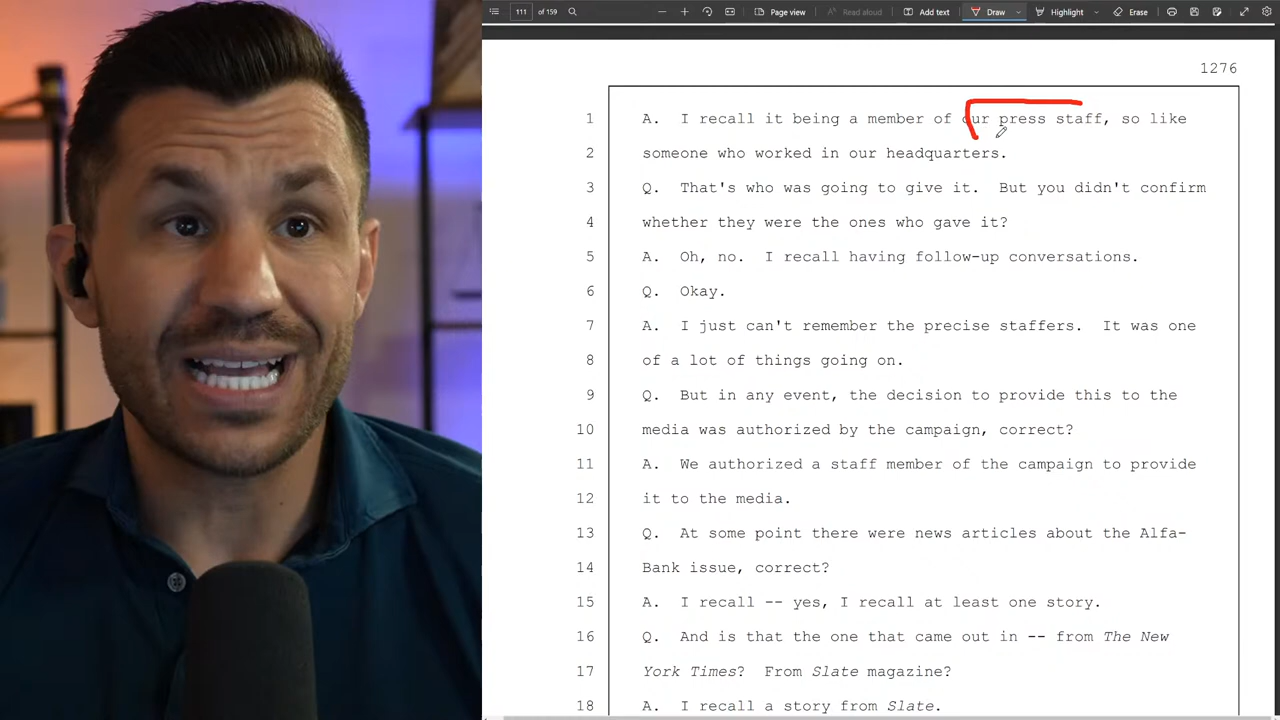 111 of 159 Page view Read aloud Add text Draw Highlight Erase
1276
1 A. I recall it being a member of our press staff, so like
2 someone who worked in our headquarters.
3 Q. That's who was going to give it. But you didn't confirm
4 whether they were the ones who gave it?
5 A. Oh, no. I recall having follow-up conversations.
6 Q. Okay.
7 A. I just can't remember the precise staffers. It was one
8 of a lot of things going on.
9 Q. But in any event, the decision to provide this to the
10 media was authorized by the campaign, correct?
11 A. We authorized a staff member of the campaign to provide
12 it to the media.
13 Q. At some point there were news articles about the Alfa-
14 Bank issue, correct?
15 A. I recall -- yes, I recall at least one story.
16 Q. And is that the one that came out in -- from The New
17 York Times? From Slate magazine?
18 A. I recall a story from Slate.